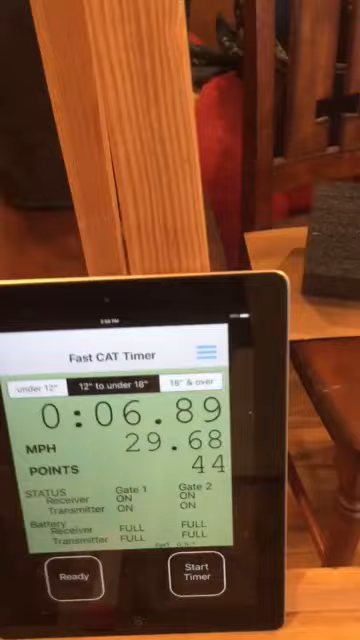 Fast CAT Timer
under 12" 12" to under 18" 18" & over
0:06.89
MPH 29.68
POINTS 44
STATUS Gate 1 Gate 2
Receiver ON ON
Transmitter ON ON
Battery
Receiver FULL FULL
Transmitter FULL FULL
Ready Start
Timer